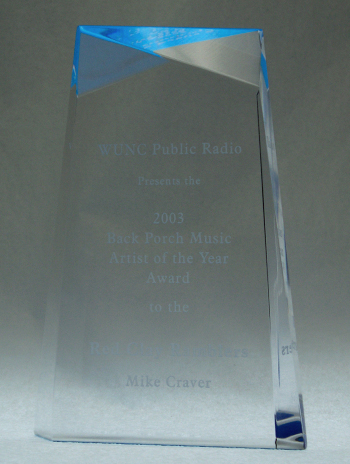 WUNC Public Radio
Presents the
2003
Back Porch Music
Artist of the Year
Award
to the
Mike Craver